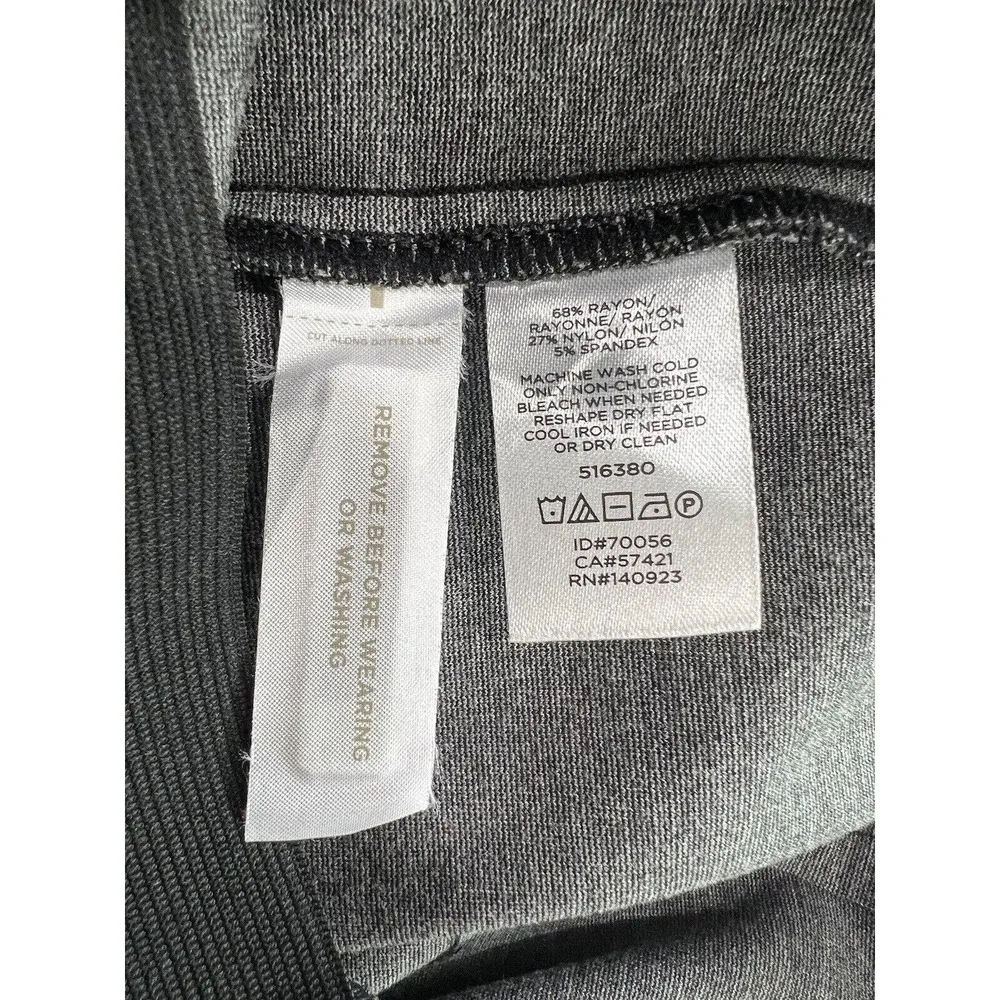 CUT ALONG DOTTED LINE
REMOVE BEFORE WEARING
OR WASHING
68% RAYON/
RAYONNE/ RAYÓN
27% NYLON/ NILÓN
5% SPANDEX
MACHINE WASH COLD
ONLY NON-CHLORINE
BLEACH WHEN NEEDED
RESHAPE DRY FLAT
COOL IRON IF NEEDED
OR DRY CLEAN
516380
P
ID#70056
CA#57421
RN#140923